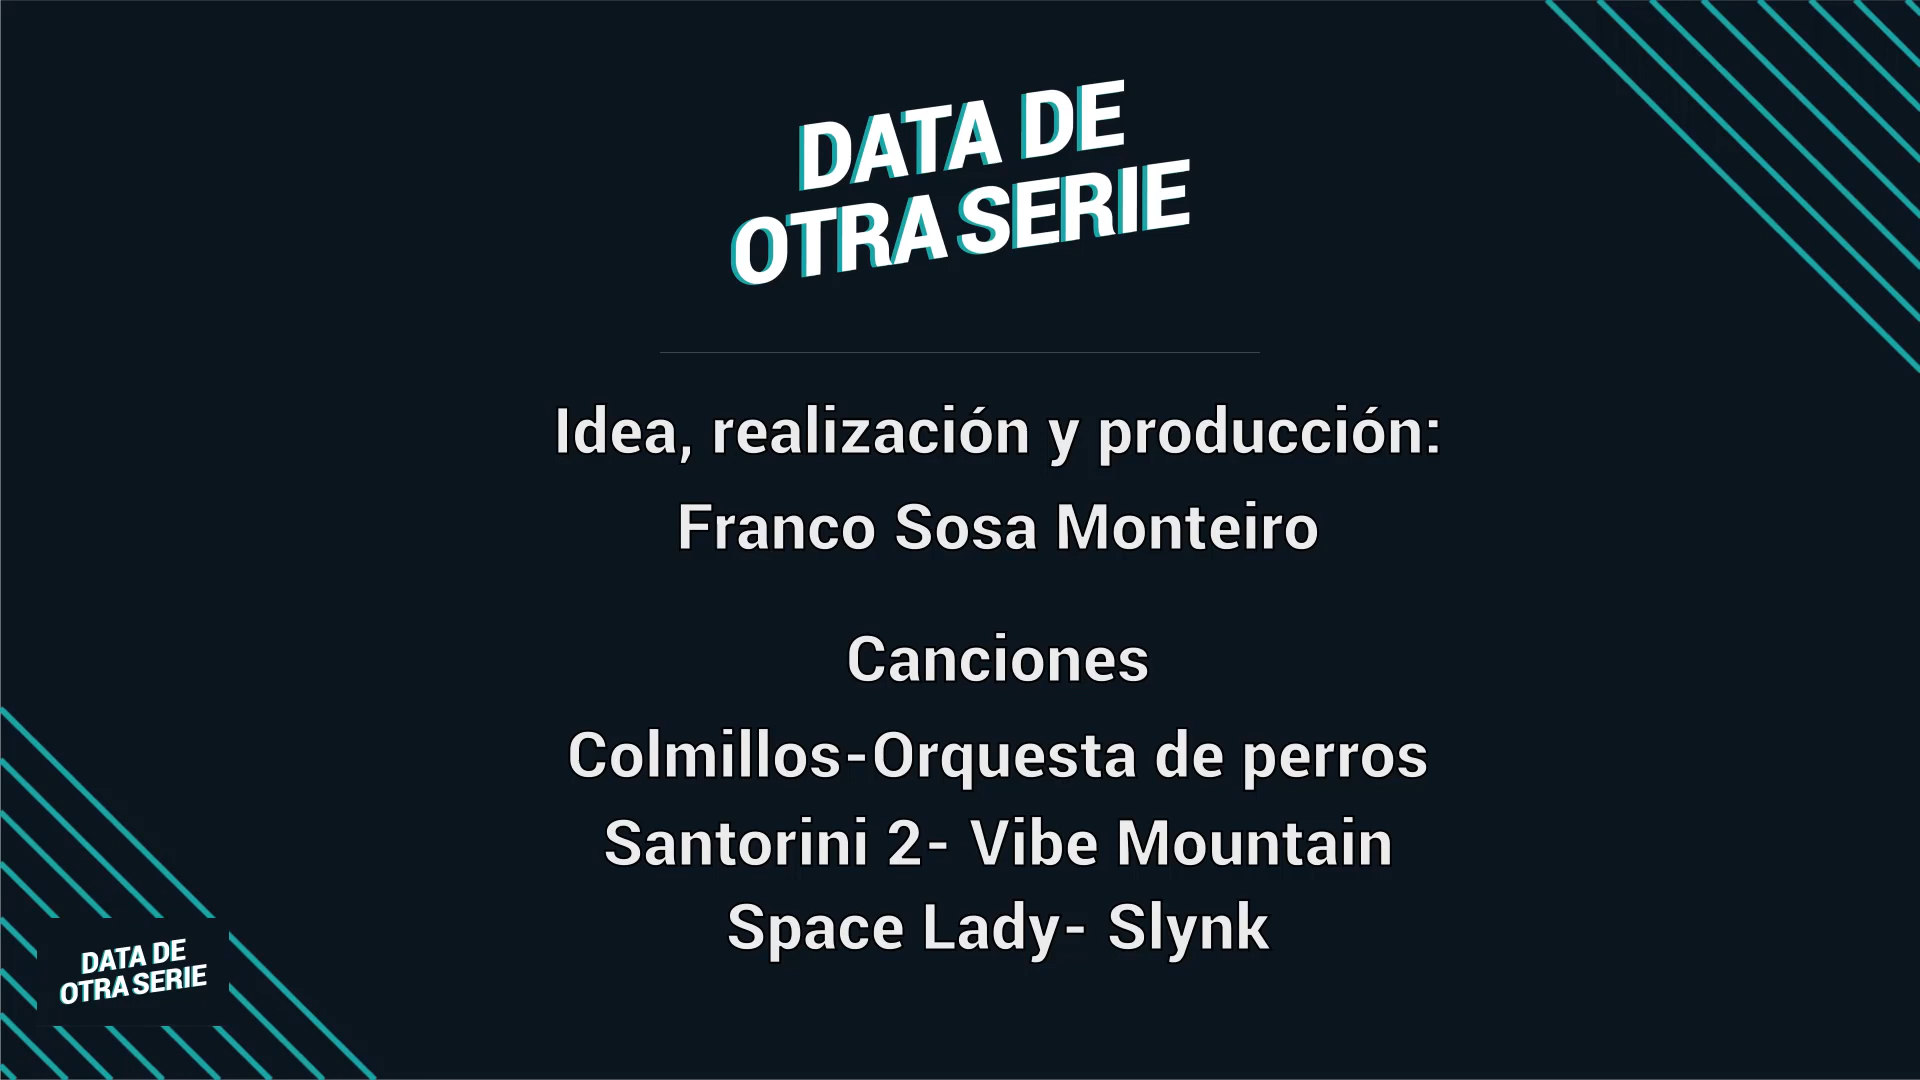 DATA DE
OTRA SERIE
Idea, realización y producción:
Franco Sosa Monteiro
Canciones
Colmillos-Orquesta de perros
Santorini 2- Vibe Mountain
Space Lady- Slynk
DATA DE
OTRA SERIE